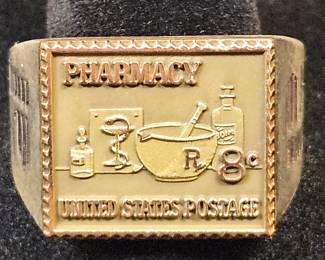 PHARMACY
R 8c
UNITED STATES POSTAGE